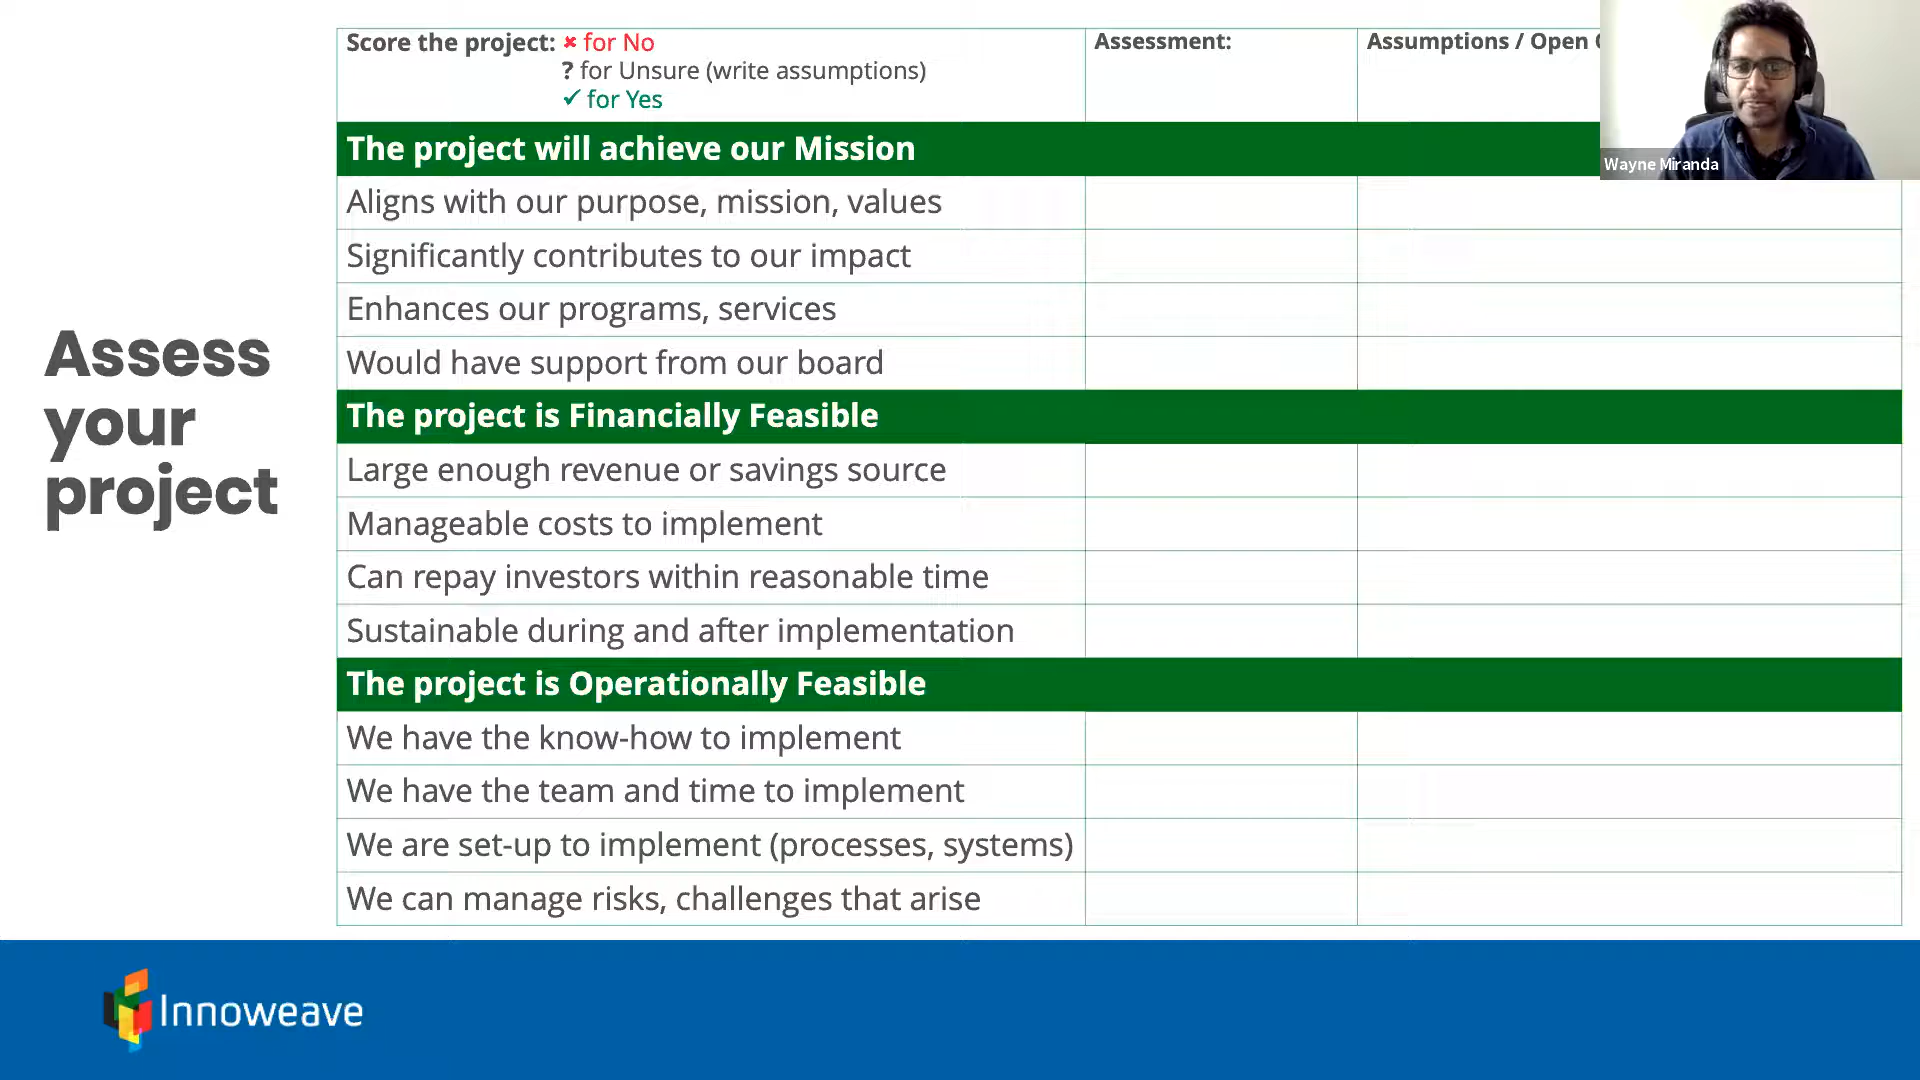 Assess
your
project
Score the project: ✖ for No
? for Unsure (write assumptions)
✓ for Yes
Assessment:
Assumptions / Open
Wayne Miranda
The project will achieve our Mission
Aligns with our purpose, mission, values
Significantly contributes to our impact
Enhances our programs, services
Would have support from our board
The project is Financially Feasible
Large enough revenue or savings source
Manageable costs to implement
Can repay investors within reasonable time
Sustainable during and after implementation
The project is Operationally Feasible
We have the know-how to implement
We have the team and time to implement
We are set-up to implement (processes, systems)
We can manage risks, challenges that arise
Innoweave